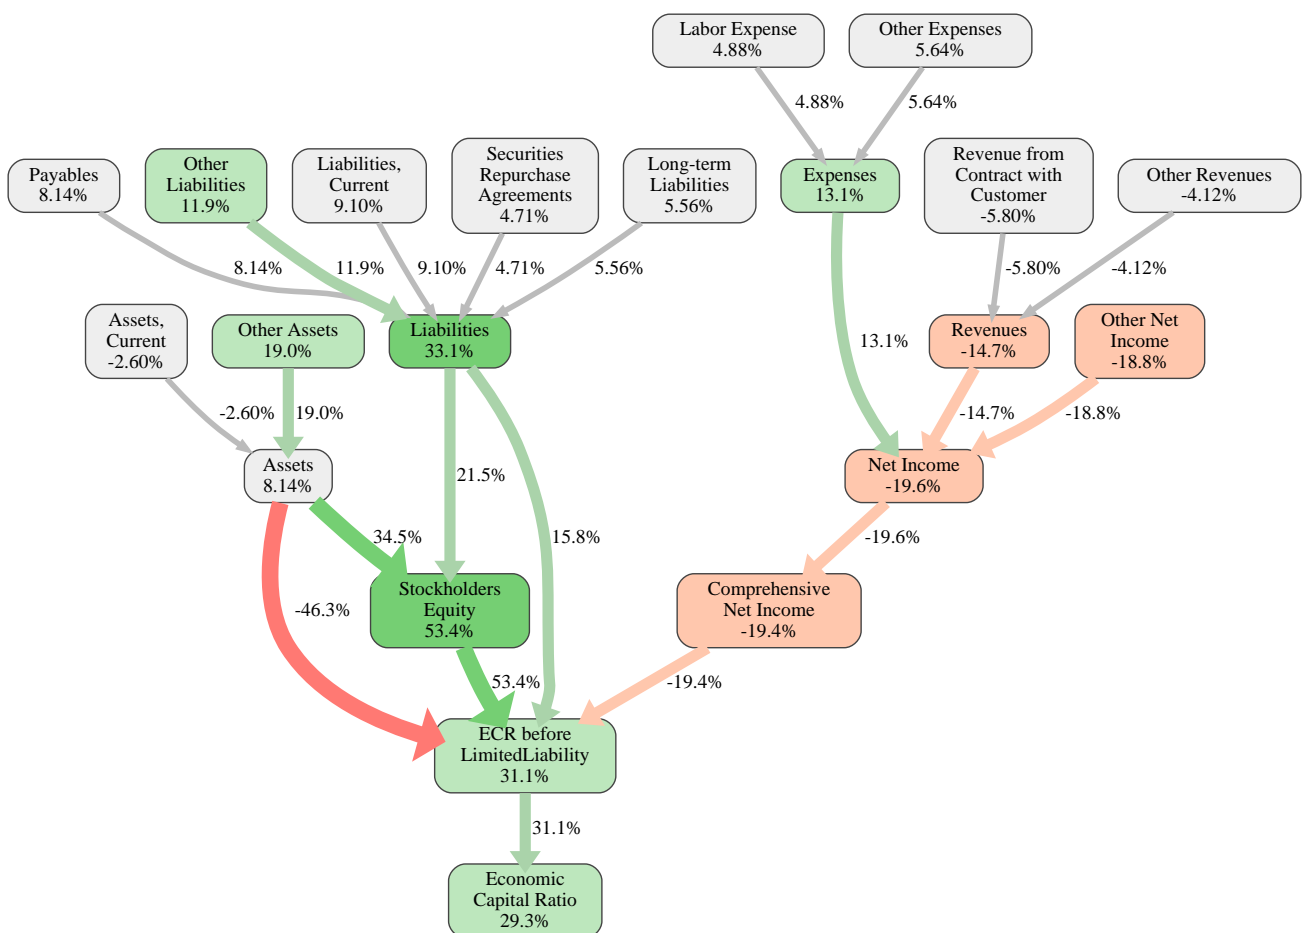 Labor Expense
4.88%
Other Expenses
5.64%
4.88%
5.64%
Payables
8.14%
Other
Liabilities
11.9%
Liabilities,
Current
9.10%
Securities
Repurchase
Agreements
4.71%
Long-term
Liabilities
5.56%
Expenses
13.1%
Revenue from
Contract with
Customer
-5.80%
Other Revenues
-4.12%
8.14%
11.9%
9.10%
4.71%
5.56%
-5.80%
-4.12%
Assets,
Current
-2.60%
Other Assets
19.0%
Liabilities
33.1%
13.1%
Revenues
-14.7%
Other Net
Income
-18.8%
-2.60%
19.0%
-14.7%
-18.8%
Assets
8.14%
21.5%
Net Income
-19.6%
34.5%
15.8%
-19.6%
-46.3%
Stockholders
Equity
53.4%
Comprehensive
Net Income
-19.4%
53.4%
-19.4%
ECR before
LimitedLiability
31.1%
31.1%
Economic
Capital Ratio
29.3%